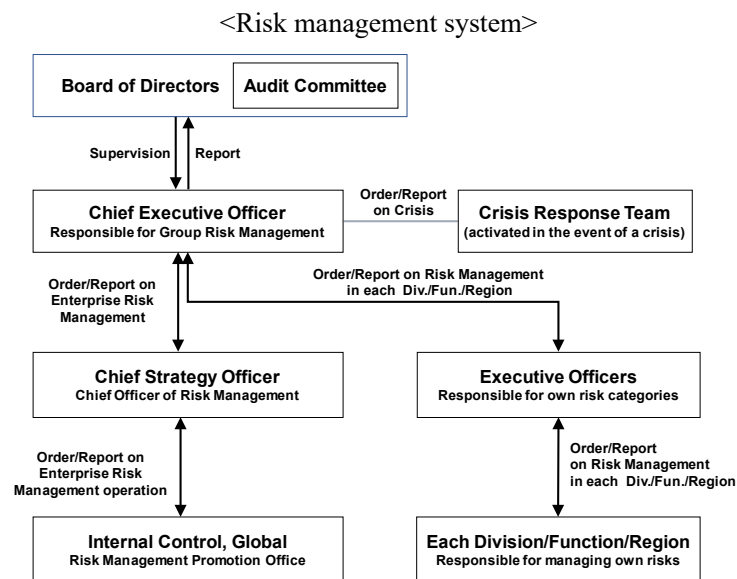 <Risk management system>
Board of Directors
Audit Committee
Supervision
Report
Chief Executive Officer
Responsible for Group Risk Management
Order/Report
on Crisis
Crisis Response Team
(activated in the event of a crisis)
Order/Report on
Enterprise Risk
Management
Order/Report on Risk Management
in each Div./Fun./Region
Chief Strategy Officer
Chief Officer of Risk Management
Executive Officers
Responsible for own risk categories
Order/Report on
Enterprise Risk
Management operation
Order/Report
on Risk Management
in each Div./Fun./Region
Internal Control, Global
Risk Management Promotion Office
Each Division/Function/Region
Responsible for managing own risks